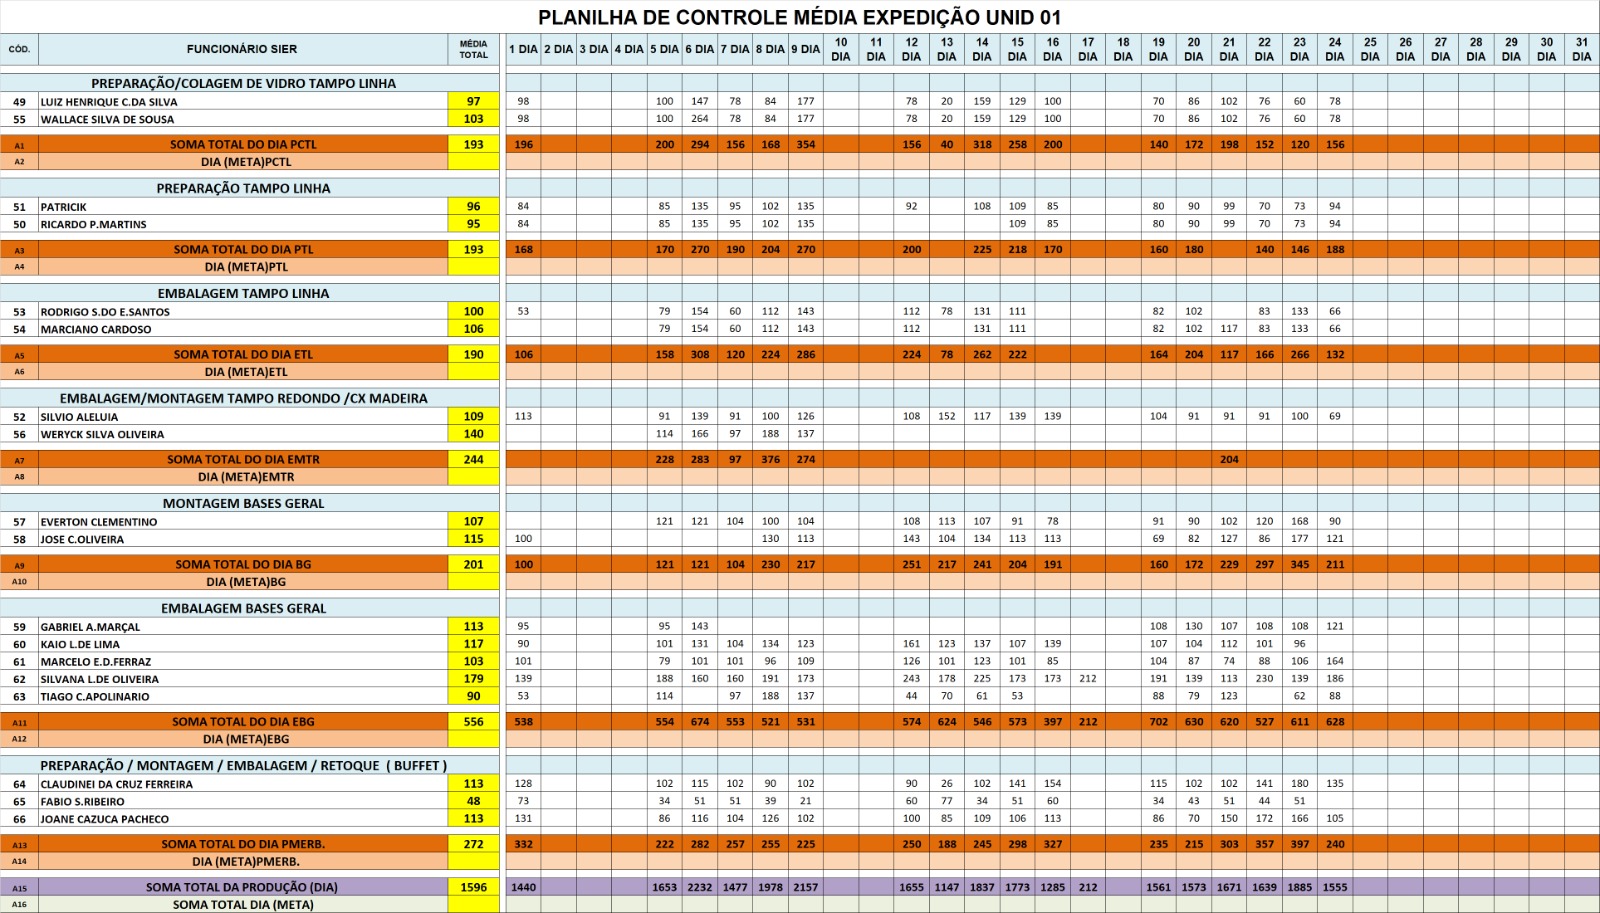 PLANILHA DE CONTROLE MÉDIA EXPEDIÇÃO UNID 01
CÓD. FUNCIONÁRIO SIER MÉDIA TOTAL 1 DIA 2 DIA 3 DIA 4 DIA 5 DIA 6 DIA 7 DIA 8 DIA 9 DIA 10 DIA 11 DIA 12 DIA 13 DIA 14 DIA 15 DIA 16 DIA 17 DIA 18 DIA 19 DIA 20 DIA 21 DIA 22 DIA 23 DIA 24 DIA 25 DIA 26 DIA 27 DIA 28 DIA 29 DIA 30 DIA 31 DIA
PREPARAÇÃO/COLAGEM DE VIDRO TAMPO LINHA
49 LUIZ HENRIQUE C.DA SILVA 97 98 100 147 78 84 177 78 20 159 129 100 70 86 102 76 60 78
55 WALLACE SILVA DE SOUSA 103 98 100 264 78 84 177 78 20 159 129 100 70 86 102 76 60 78
A1 SOMA TOTAL DO DIA PCTL 193 196 200 294 156 168 354 156 40 318 258 200 140 172 198 152 120 156
A2 DIA (META)PCTL
PREPARAÇÃO TAMPO LINHA
51 PATRICIK 96 84 85 135 95 102 135 92 108 109 85 80 90 99 70 73 94
50 RICARDO P.MARTINS 95 84 85 135 95 102 135 109 85 80 90 99 70 73 94
A3 SOMA TOTAL DO DIA PTL 193 168 170 270 190 204 270 200 225 218 170 160 180 140 146 188
A4 DIA (META)PTL
EMBALAGEM TAMPO LINHA
53 RODRIGO S.DO E.SANTOS 100 53 79 154 60 112 143 112 78 131 111 82 102 83 133 66
54 MARCIANO CARDOSO 106 79 154 60 112 143 112 131 111 82 102 117 83 133 66
A5 SOMA TOTAL DO DIA ETL 190 106 158 308 120 224 286 224 78 262 222 164 204 117 166 266 132
A6 DIA (META)ETL
EMBALAGEM/MONTAGEM TAMPO REDONDO /CX MADEIRA
52 SILVIO ALELUIA 109 113 91 139 91 100 126 108 152 117 139 139 104 91 91 91 100 69
56 WERYCK SILVA OLIVEIRA 140 114 166 97 188 137
A7 SOMA TOTAL DO DIA EMTR 244 228 283 97 376 274 204
A8 DIA (META)EMTR
MONTAGEM BASES GERAL
57 EVERTON CLEMENTINO 107 121 121 104 100 104 108 113 107 91 78 91 90 102 120 168 90
58 JOSE C.OLIVEIRA 115 100 130 113 143 104 134 113 113 69 82 127 86 177 121
A9 SOMA TOTAL DO DIA BG 201 100 121 121 104 230 217 251 217 241 204 191 160 172 229 297 345 211
A10 DIA (META)BG
EMBALAGEM BASES GERAL
59 GABRIEL A.MARÇAL 113 95 95 143 108 130 107 108 108 121
60 KAIO L.DE LIMA 117 90 101 131 104 134 123 161 123 137 107 139 107 104 112 101 96
61 MARCELO E.D.FERRAZ 103 101 79 101 101 96 109 126 101 123 101 85 104 87 74 88 106 164
62 SILVANA L.DE OLIVEIRA 179 139 188 160 160 191 173 243 178 225 173 173 212 191 139 113 230 139 186
63 TIAGO C.APOLINARIO 90 53 114 97 188 137 44 70 61 53 88 79 123 62 88
A11 SOMA TOTAL DO DIA EBG 556 538 554 674 553 521 531 574 624 546 573 397 212 702 630 620 527 611 628
A12 DIA (META)EBG
PREPARAÇÃO / MONTAGEM / EMBALAGEM / RETOQUE ( BUFFET )
64 CLAUDINEI DA CRUZ FERREIRA 113 128 102 115 102 90 102 90 26 102 141 154 115 102 102 141 180 135
65 FABIO S.RIBEIRO 48 73 34 51 51 39 21 60 77 34 51 60 34 43 51 44 51
66 JOANE CAZUCA PACHECO 113 131 86 116 104 126 102 100 85 109 106 113 86 70 150 172 166 105
A13 SOMA TOTAL DO DIA PMERB. 272 332 222 282 257 255 225 250 188 245 298 327 235 215 303 357 397 240
A14 DIA (META)PMERB.
A15 SOMA TOTAL DA PRODUÇÃO (DIA) 1596 1440 1653 2232 1477 1978 2157 1655 1147 1837 1773 1285 212 1561 1573 1671 1639 1885 1555
A16 SOMA TOTAL DIA (META)